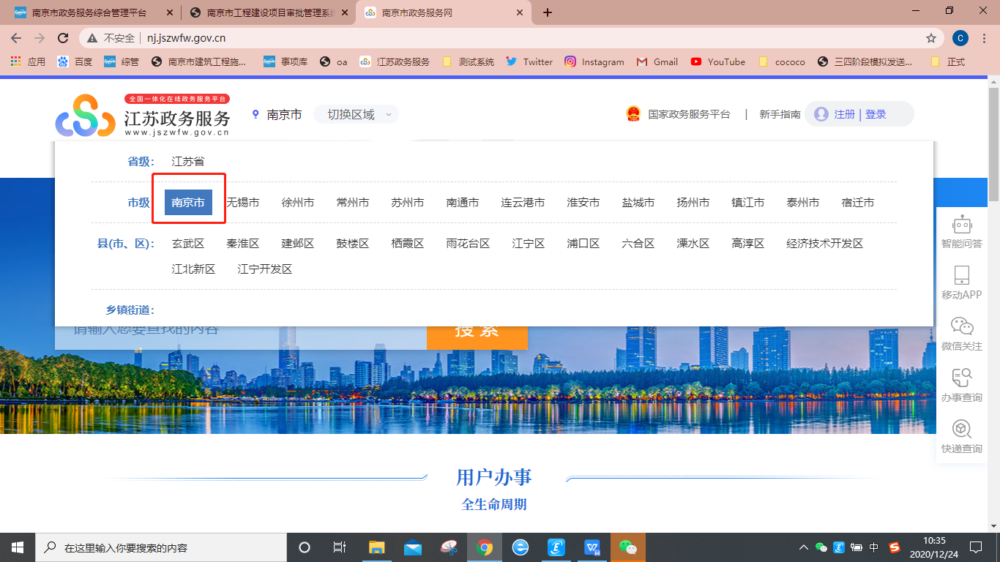 南京市政务服务综合管理平台
南京市工程建设项目审批管理系统
南京市政务服务网
不安全 nj.jszwfw.gov.cn
C
应用 百度 综管 南京市建筑工程施... 事项库 oa 江苏政务服务 测试系统 Twitter Instagram Gmail YouTube cococo 三四阶段模拟发送... 正式
全国一体化在线政务服务平台
江苏政务服务
www.jszwfw.gov.cn
南京市 切换区域
国家政务服务平台 | 新手指南 注册 | 登录
省级： 江苏省
市级 南京市 无锡市 徐州市 常州市 苏州市 南通市 连云港市 淮安市 盐城市 扬州市 镇江市 泰州市 宿迁市
县(市、区)： 玄武区 秦淮区 建邺区 鼓楼区 栖霞区 雨花台区 江宁区 浦口区 六合区 溧水区 高淳区 经济技术开发区
江北新区 江宁开发区
乡镇街道：
请输入您要查找的内容 搜 索
智能问答
移动APP
微信关注
办事查询
快递查询
用户办事
全生命周期
在这里输入你要搜索的内容
中
10:35
2020/12/24